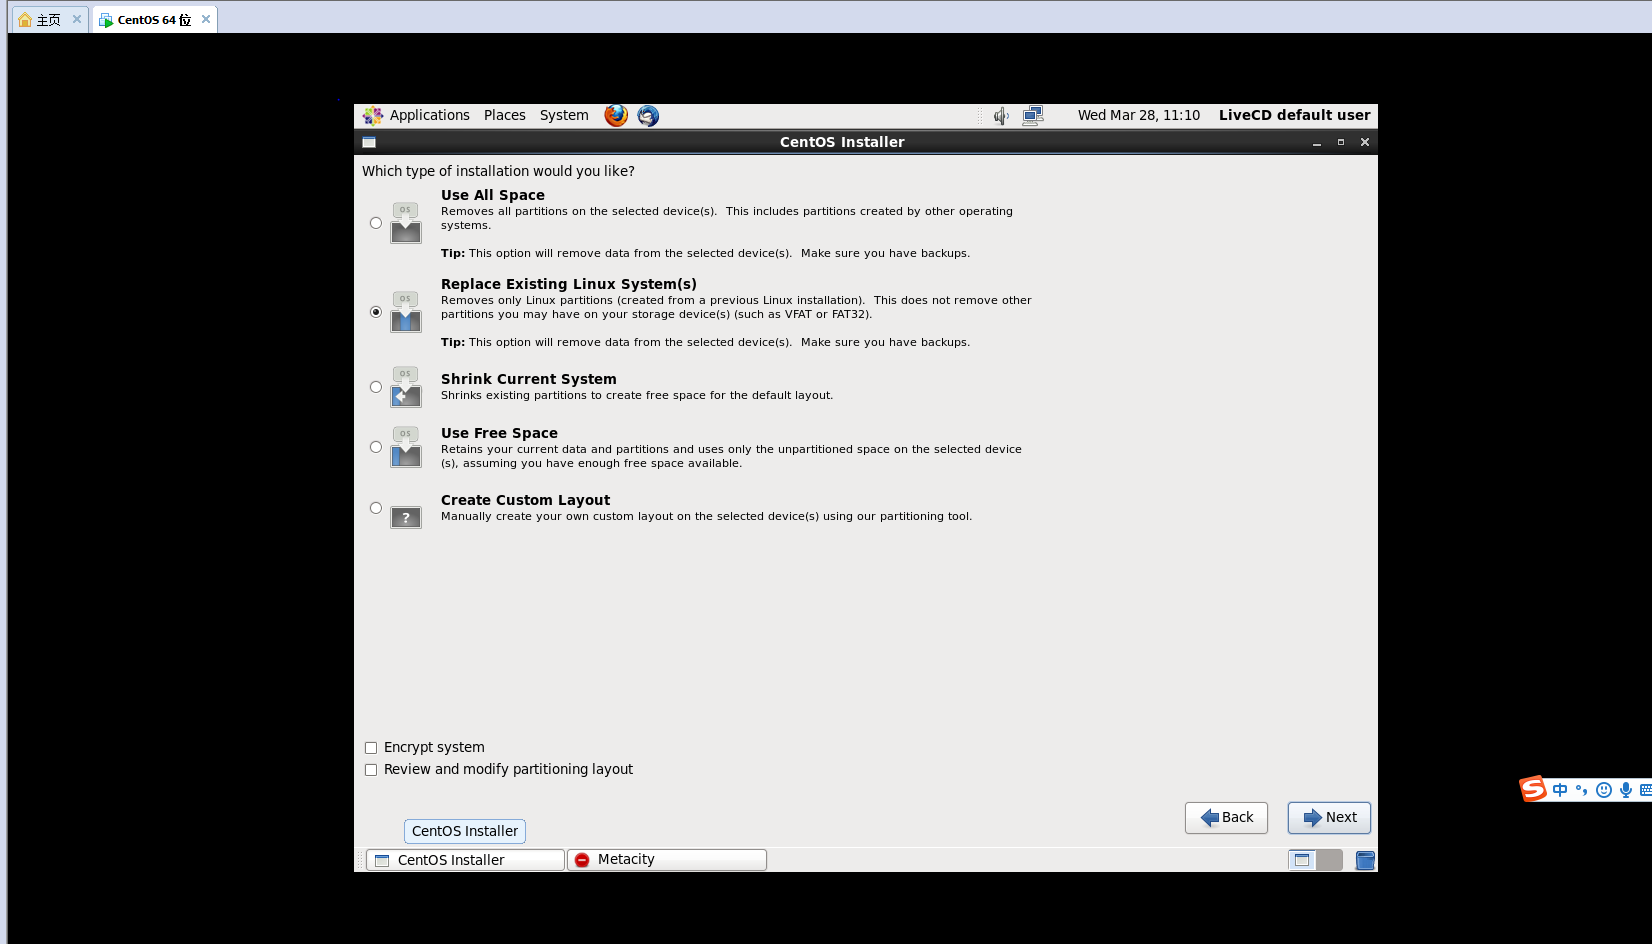 主页
CentOS 64 位
Applications Places System Wed Mar 28, 11:10 LiveCD default user
CentOS Installer
Which type of installation would you like?
OS
Use All Space
Removes all partitions on the selected device(s). This includes partitions created by other operating
systems.
Tip: This option will remove data from the selected device(s). Make sure you have backups.
OS
Replace Existing Linux System(s)
Removes only Linux partitions (created from a previous Linux installation). This does not remove other
partitions you may have on your storage device(s) (such as VFAT or FAT32).
Tip: This option will remove data from the selected device(s). Make sure you have backups.
OS
Shrink Current System
Shrinks existing partitions to create free space for the default layout.
OS
Use Free Space
Retains your current data and partitions and uses only the unpartitioned space on the selected device
(s), assuming you have enough free space available.
?
Create Custom Layout
Manually create your own custom layout on the selected device(s) using our partitioning tool.
Encrypt system
Review and modify partitioning layout
S 中 °,
Back Next
CentOS Installer
CentOS Installer Metacity